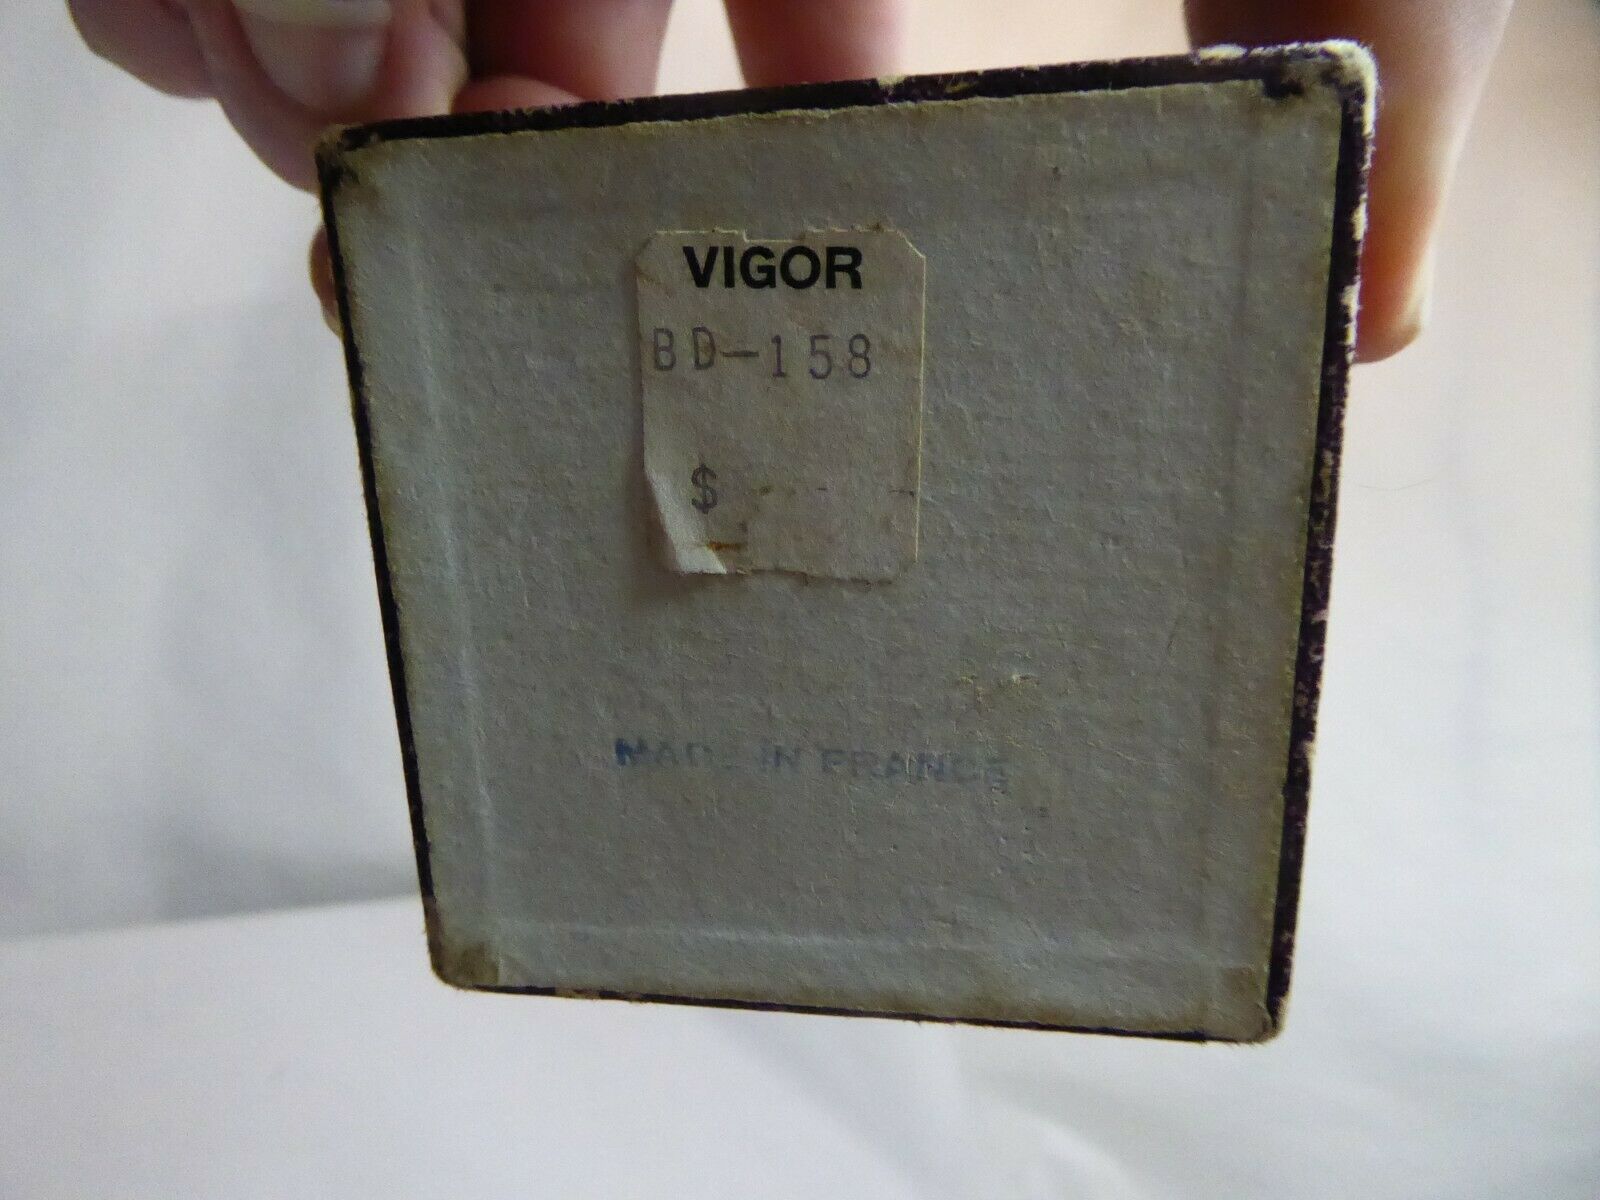 VIGOR
BD-158
$
MADE IN FRANCE